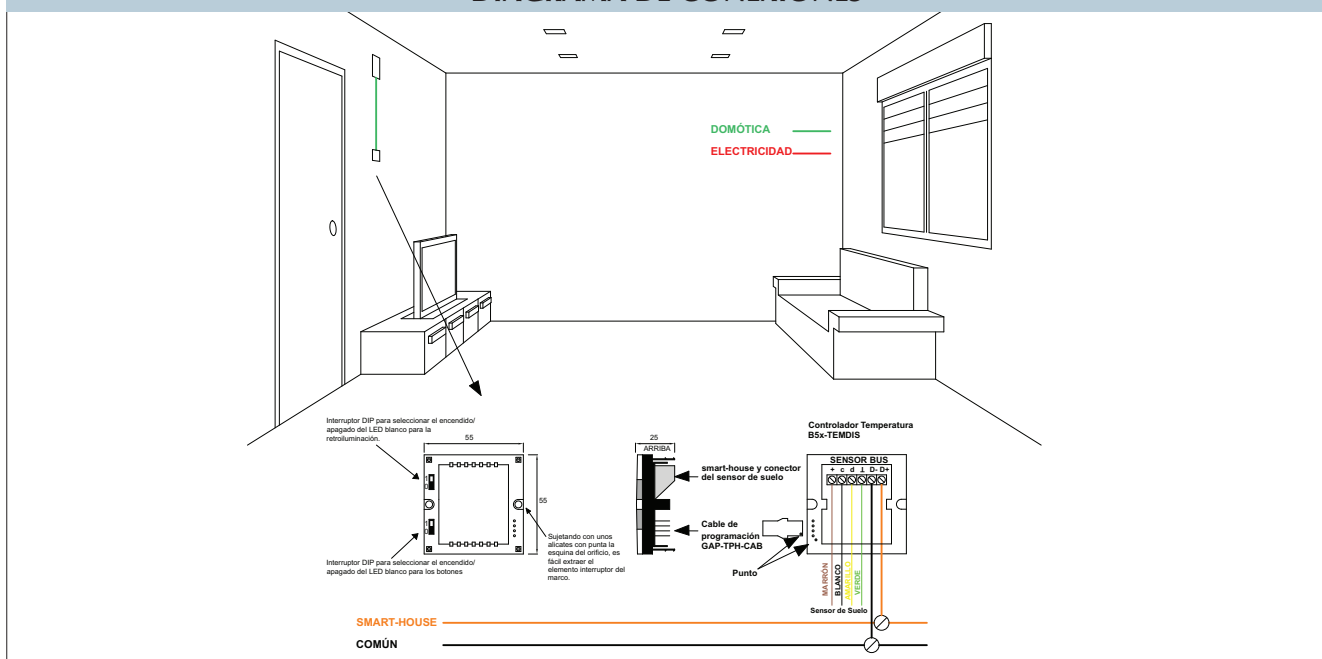 DIAGRAMA DE CONEXIONES
DOMÓTICA
ELECTRICIDAD
Interruptor DIP para seleccionar el encendido/
apagado del LED blanco para la
retroiluminación.
55
1
0
55
1
0
Interruptor DIP para seleccionar el encendido/
apagado del LED blanco para los botones
Sujetando con unos
alicates con punta la
esquina del orificio, es
fácil extraer el
elemento interruptor del
marco.
25
ARRIBA
smart-house y conector
del sensor de suelo
Cable de
programación
GAP-TPH-CAB
Punto
Controlador Temperatura
B5x-TEMDIS
SENSOR BUS
+ c d ⊥ D- D+
MARRÓN
BLANCO
AMARILLO
VERDE
Sensor de Suelo
SMART-HOUSE
COMÚN